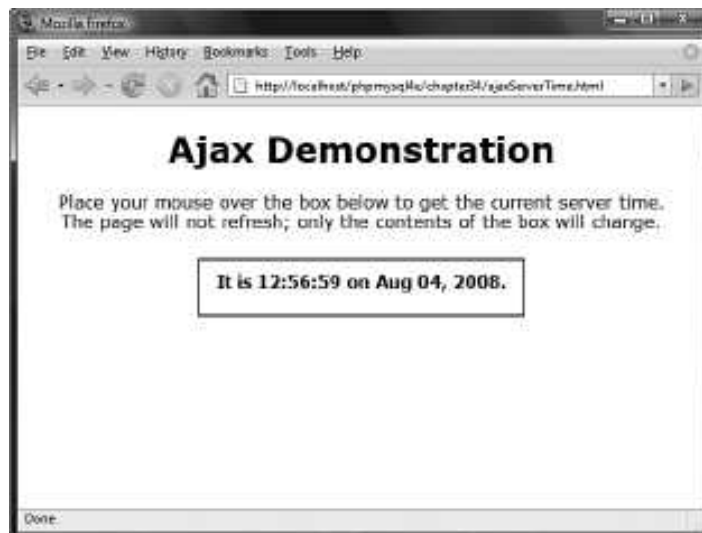 Mozilla Firefox
File Edit View History Bookmarks Tools Help
http://localhost/phpmysql4e/chapter34/ajaxServerTime.html
Ajax Demonstration
Place your mouse over the box below to get the current server time.
The page will not refresh; only the contents of the box will change.
It is 12:56:59 on Aug 04, 2008.
Done